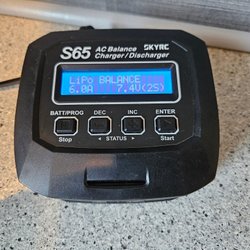 S65 AC Balance SKYRC
Charger/Discharger
LiPo BALANCE
6.0A 7.4V(2S)
BATT/PROG DEC INC ENTER
Stop ◄ STATUS ► Start